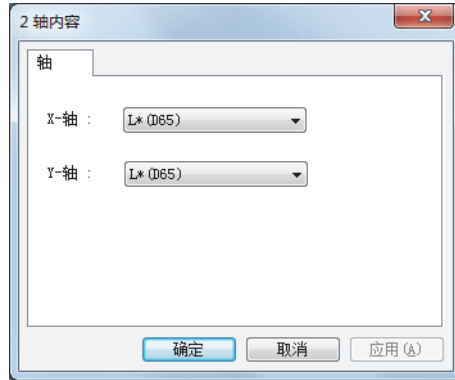 2 轴内容
轴
X-轴 : L*(D65)
Y-轴 : L*(D65)
确定 取消 应用(A)